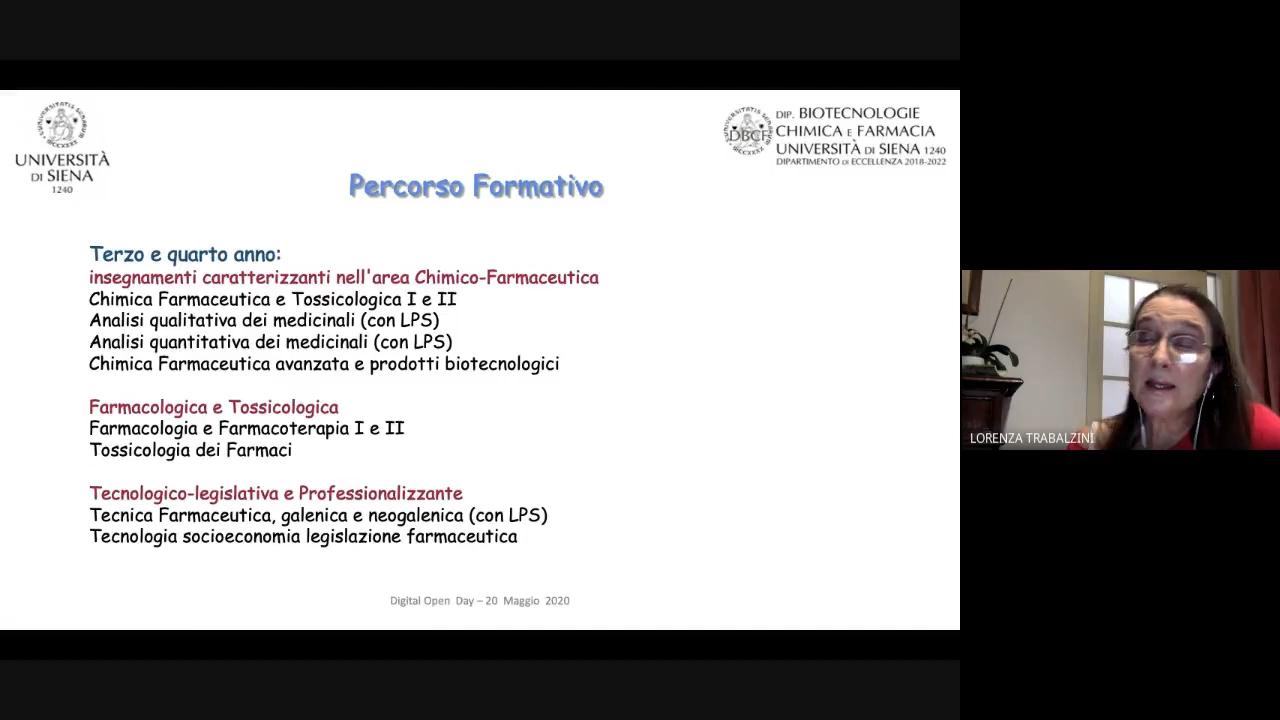 UNIVERSITÀ
DI SIENA
1240
DBCF
DIP. BIOTECNOLOGIE
CHIMICA E FARMACIA
UNIVERSITÀ DI SIENA 1240
DIPARTIMENTO DI ECCELLENZA 2018-2022
Percorso Formativo
Terzo e quarto anno:
insegnamenti caratterizzanti nell'area Chimico-Farmaceutica
Chimica Farmaceutica e Tossicologica I e II
Analisi qualitativa dei medicinali (con LPS)
Analisi quantitativa dei medicinali (con LPS)
Chimica Farmaceutica avanzata e prodotti biotecnologici
Farmacologica e Tossicologica
Farmacologia e Farmacoterapia I e II
Tossicologia dei Farmaci
Tecnologico-legislativa e Professionalizzante
Tecnica Farmaceutica, galenica e neogalenica (con LPS)
Tecnologia socioeconomia legislazione farmaceutica
Digital Open Day – 20 Maggio 2020
LORENZA TRABALZINI